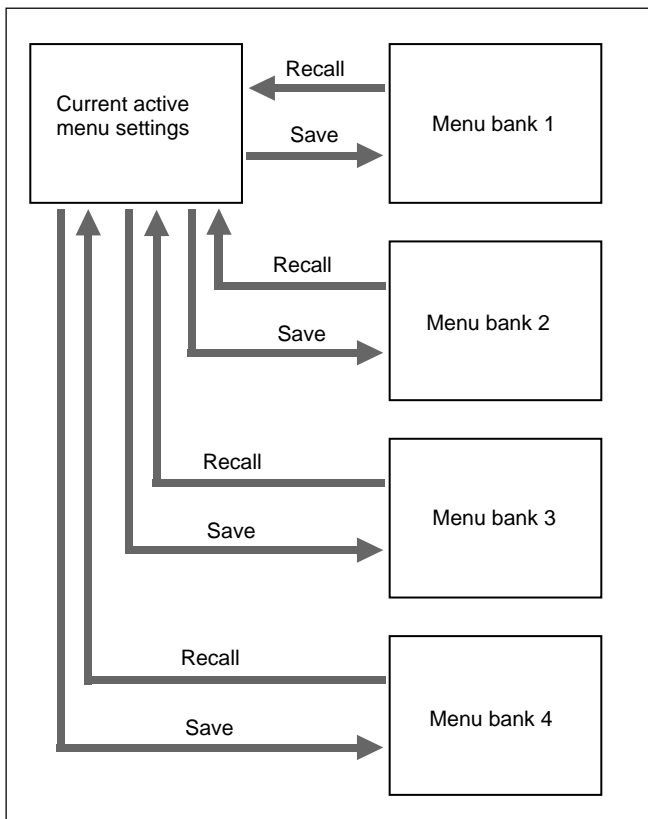 Recall
Current active
menu settings
Menu bank 1
Save
Recall
Menu bank 2
Save
Recall
Menu bank 3
Save
Recall
Menu bank 4
Save